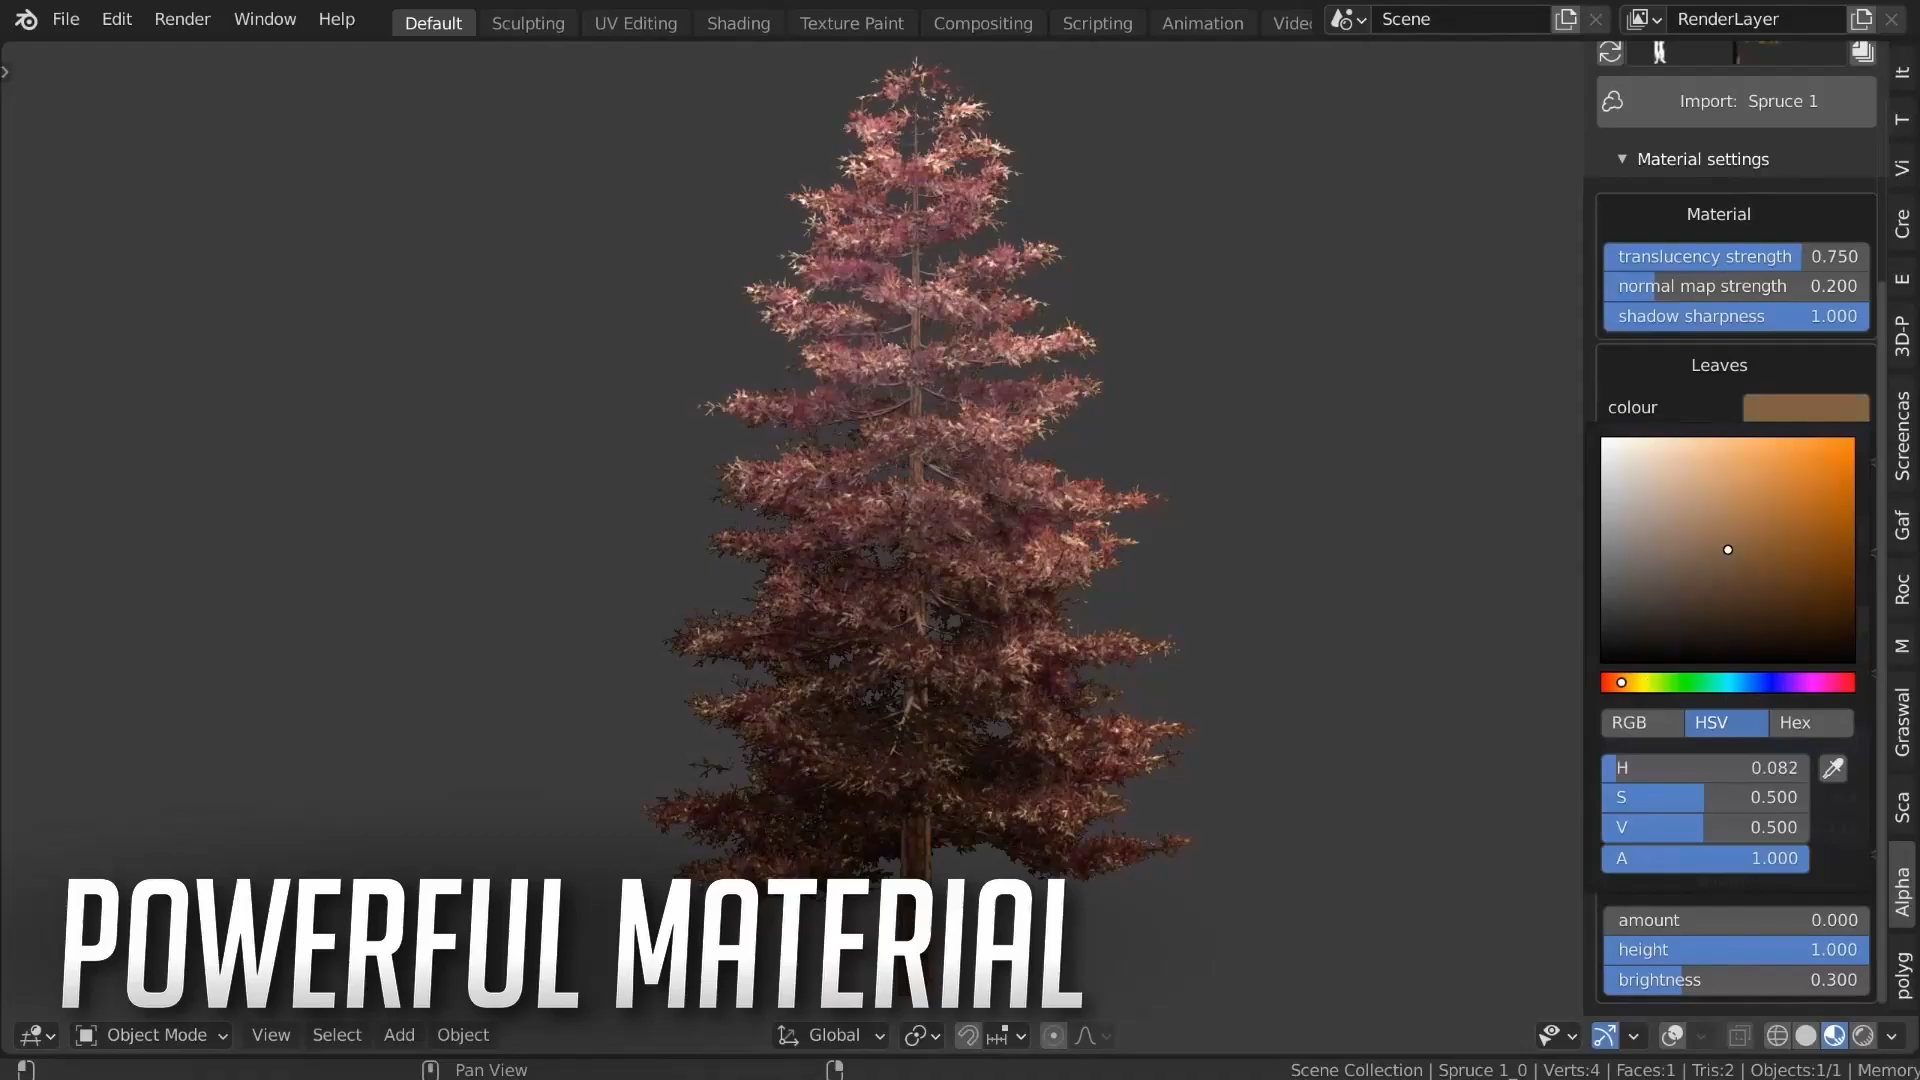 File Edit Render Window Help Default Sculpting UV Editing Shading Texture Paint Compositing Scripting Animation Scene RenderLayer
Import: Spruce 1
Material settings
Material
translucency strength 0.750
normal map strength 0.200
shadow sharpness 1.000
Leaves
colour
RGB HSV Hex
H 0.082
S 0.500
V 0.500
A 1.000
amount 0.000
height 1.000
brightness 0.300
It
T
Vi
Cre
E
3D-P
Screencas
Gaf
Roc
M
Graswal
Sca
Alpha
polyg
POWERFUL MATERIAL
Object Mode View Select Add Object Global
Pan View Scene Collection | Spruce 1_0 | Verts:4 | Faces:1 | Tris:2 | Objects:1/1 | Memory